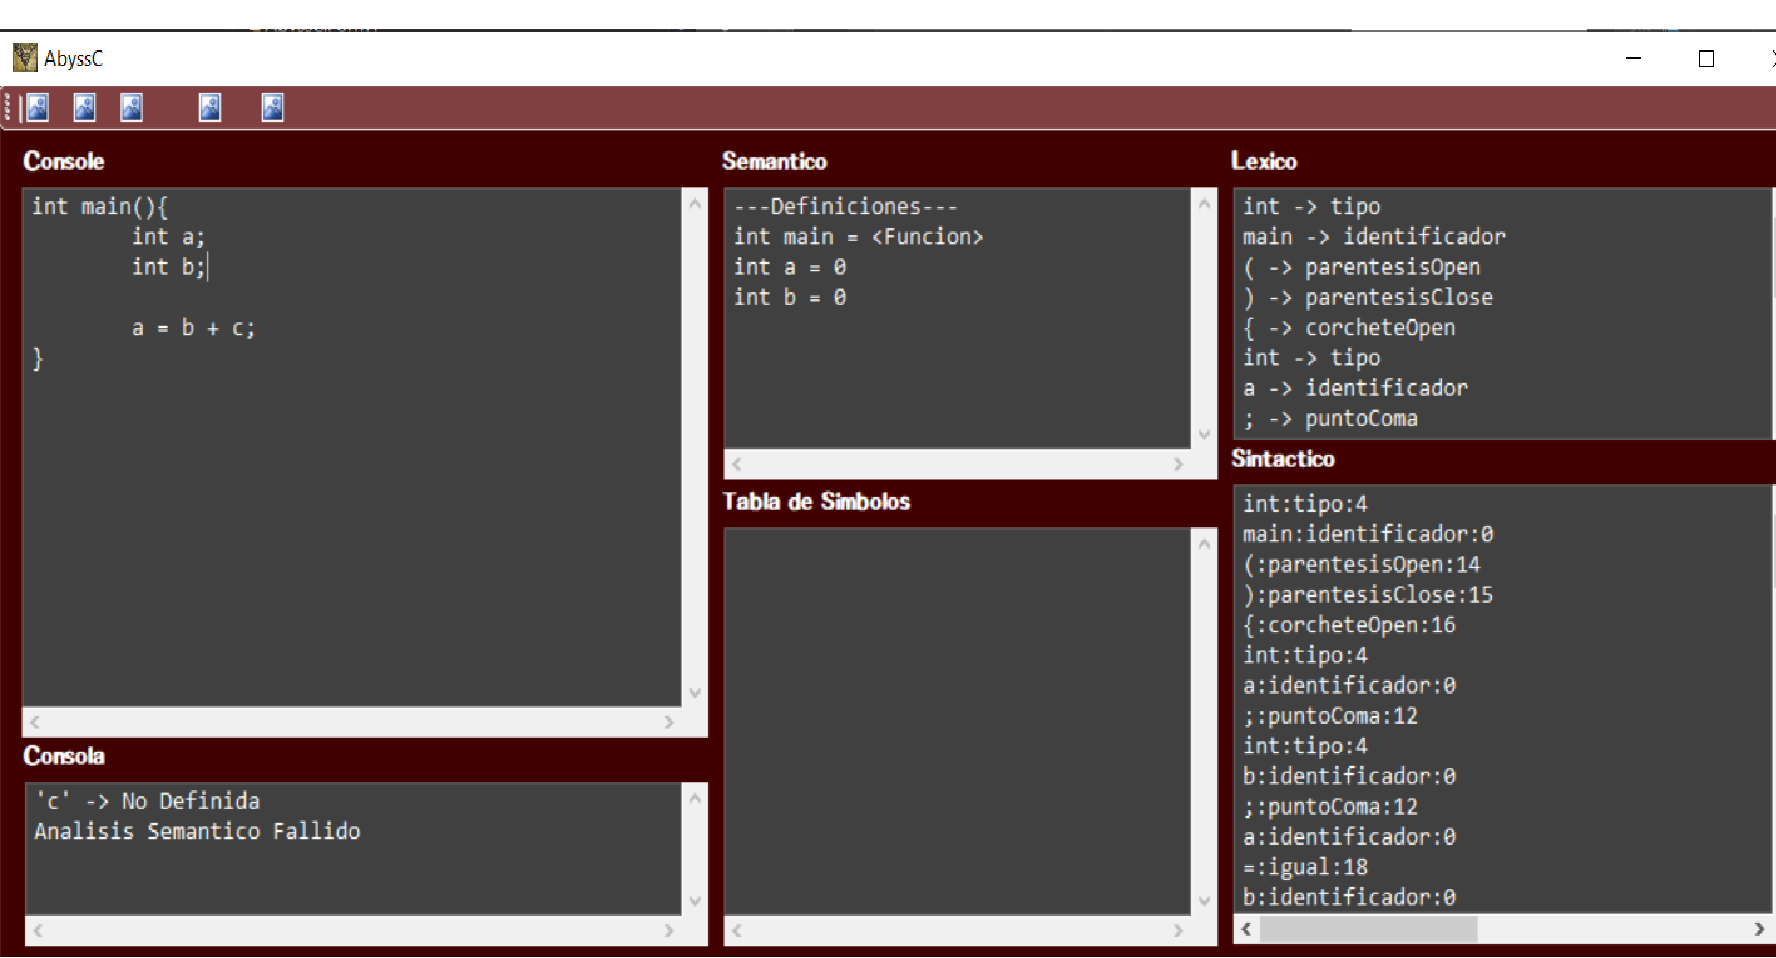 AbyssC
Console
int main(){
int a;
int b;
a = b + c;
}
Consola
'c' -> No Definida
Analisis Semantico Fallido
Semantico
---Definiciones---
int main = <Funcion>
int a = 0
int b = 0
Tabla de Simbolos
Lexico
int -> tipo
main -> identificador
( -> parentesisOpen
) -> parentesisClose
{ -> corcheteOpen
int -> tipo
a -> identificador
; -> puntoComa
Sintactico
int:tipo:4
main:identificador:0
(:parentesisOpen:14
):parentesisClose:15
{:corcheteOpen:16
int:tipo:4
a:identificador:0
;:puntoComa:12
int:tipo:4
b:identificador:0
;:puntoComa:12
a:identificador:0
=:igual:18
b:identificador:0